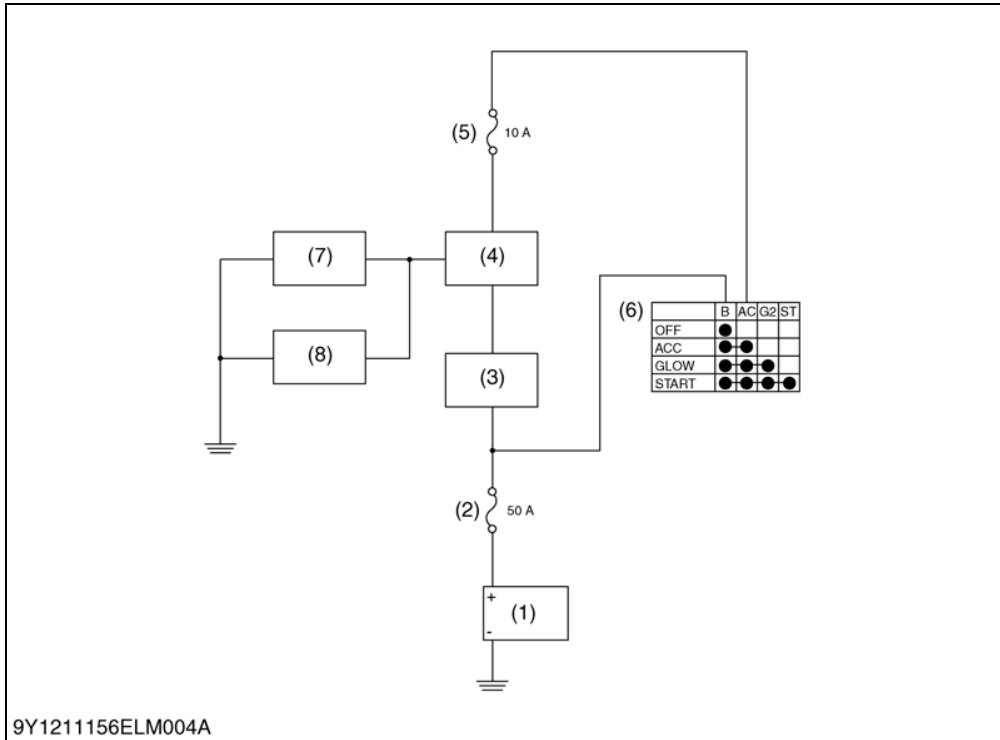 (5) 10 A
(7)
(4)
(6) B AC G2 ST
OFF
ACC
GLOW
START
(8)
(3)
(2) 50 A
+
(1)
-
9Y1211156ELM004A